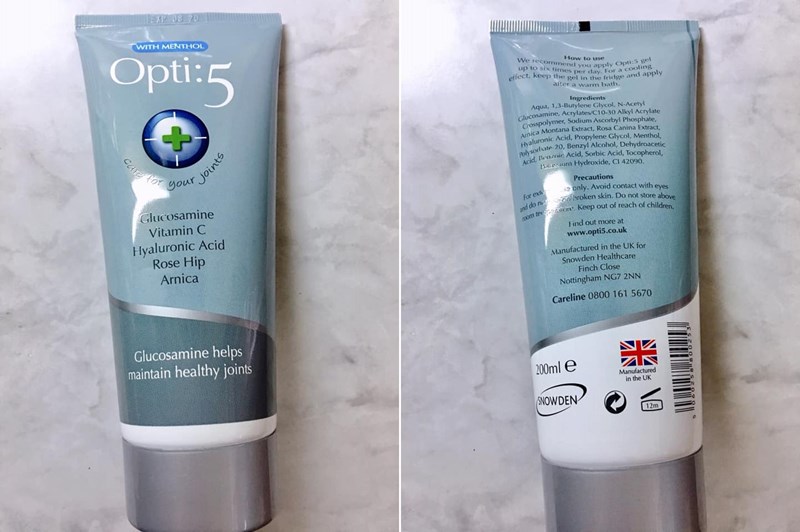 WITH MENTHOL
Opti:5
Care for your joints
Glucosamine
Vitamin C
Hyaluronic Acid
Rose Hip
Arnica
Glucosamine helps
maintain healthy joints
How to use
We recommend you apply Opti:5 gel
up to six times per day. For a cooling
effect, keep the gel in the fridge and apply
after a warm bath.
Ingredients
Aqua, 1,3-Butylene Glycol, N-Acetyl
Glucosamine, Acrylates/C10-30 Alkyl Acrylate
Crosspolymer, Sodium Ascorbyl Phosphate,
Arnica Montana Extract, Rosa Canina Extract,
Hyaluronic Acid, Propylene Glycol, Menthol,
Polysorbate 20, Benzyl Alcohol, Dehydroacetic
Acid, Benzoic Acid, Sorbic Acid, Tocopherol,
Hydroxide, CI 42090.
Precautions
For only. Avoid contact with eyes
and do broken skin. Do not store above
room Keep out of reach of children.
Find out more at
www.opti5.co.uk
Manufactured in the UK for
Snowden Healthcare
Finch Close
Nottingham NG7 2NN
Careline 0800 161 5670
200ml e
Manufactured
in the UK
SNOWDEN
12m